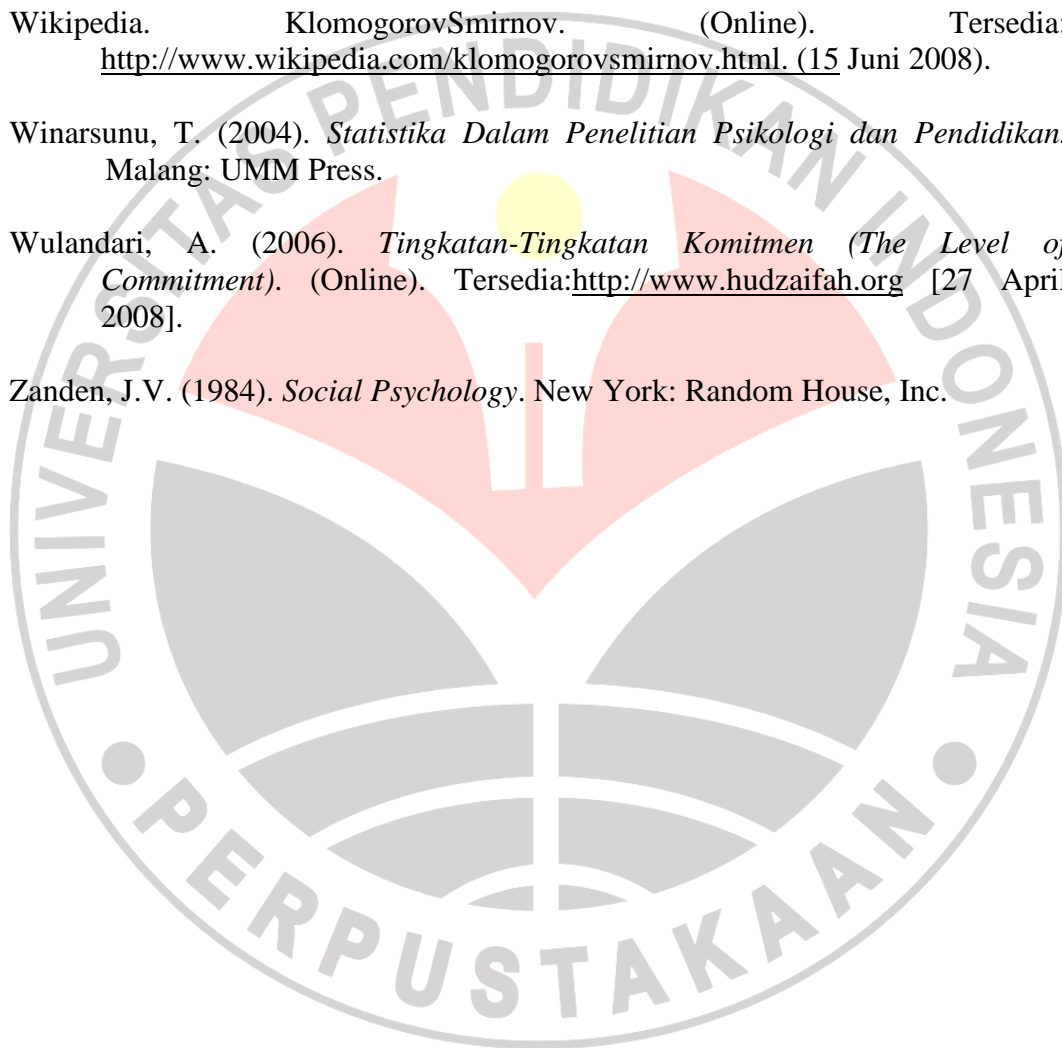 Wikipedia. KlomogorovSmirnov. (Online). Tersedia:
http://www.wikipedia.com/klomogorovsmirnov.html. (15 Juni 2008).
Winarsunu, T. (2004). Statistika Dalam Penelitian Psikologi dan Pendidikan.
Malang: UMM Press.
Wulandari, A. (2006). Tingkatan-Tingkatan Komitmen (The Level of
Commitment). (Online). Tersedia:http://www.hudzaifah.org [27 April
2008].
Zanden, J.V. (1984). Social Psychology. New York: Random House, Inc.
UNIVERSITAS PENDIDIKAN INDONESIA
PERPUSTAKAAN